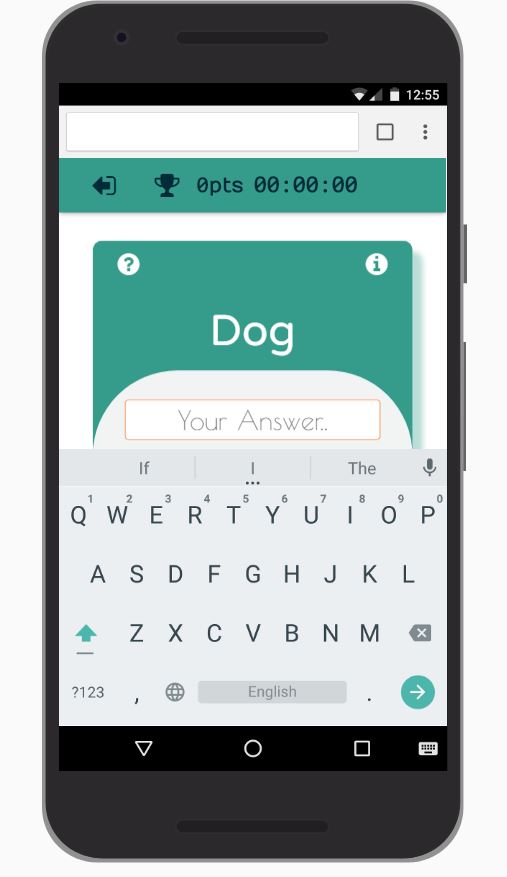 12:55
0pts 00:00:00
Dog
Your Answer..
If I The
1 2 3 4 5 6 7 8 9 0
Q W E R T Y U I O P
A S D F G H J K L
Z X C V B N M
?123 , English .